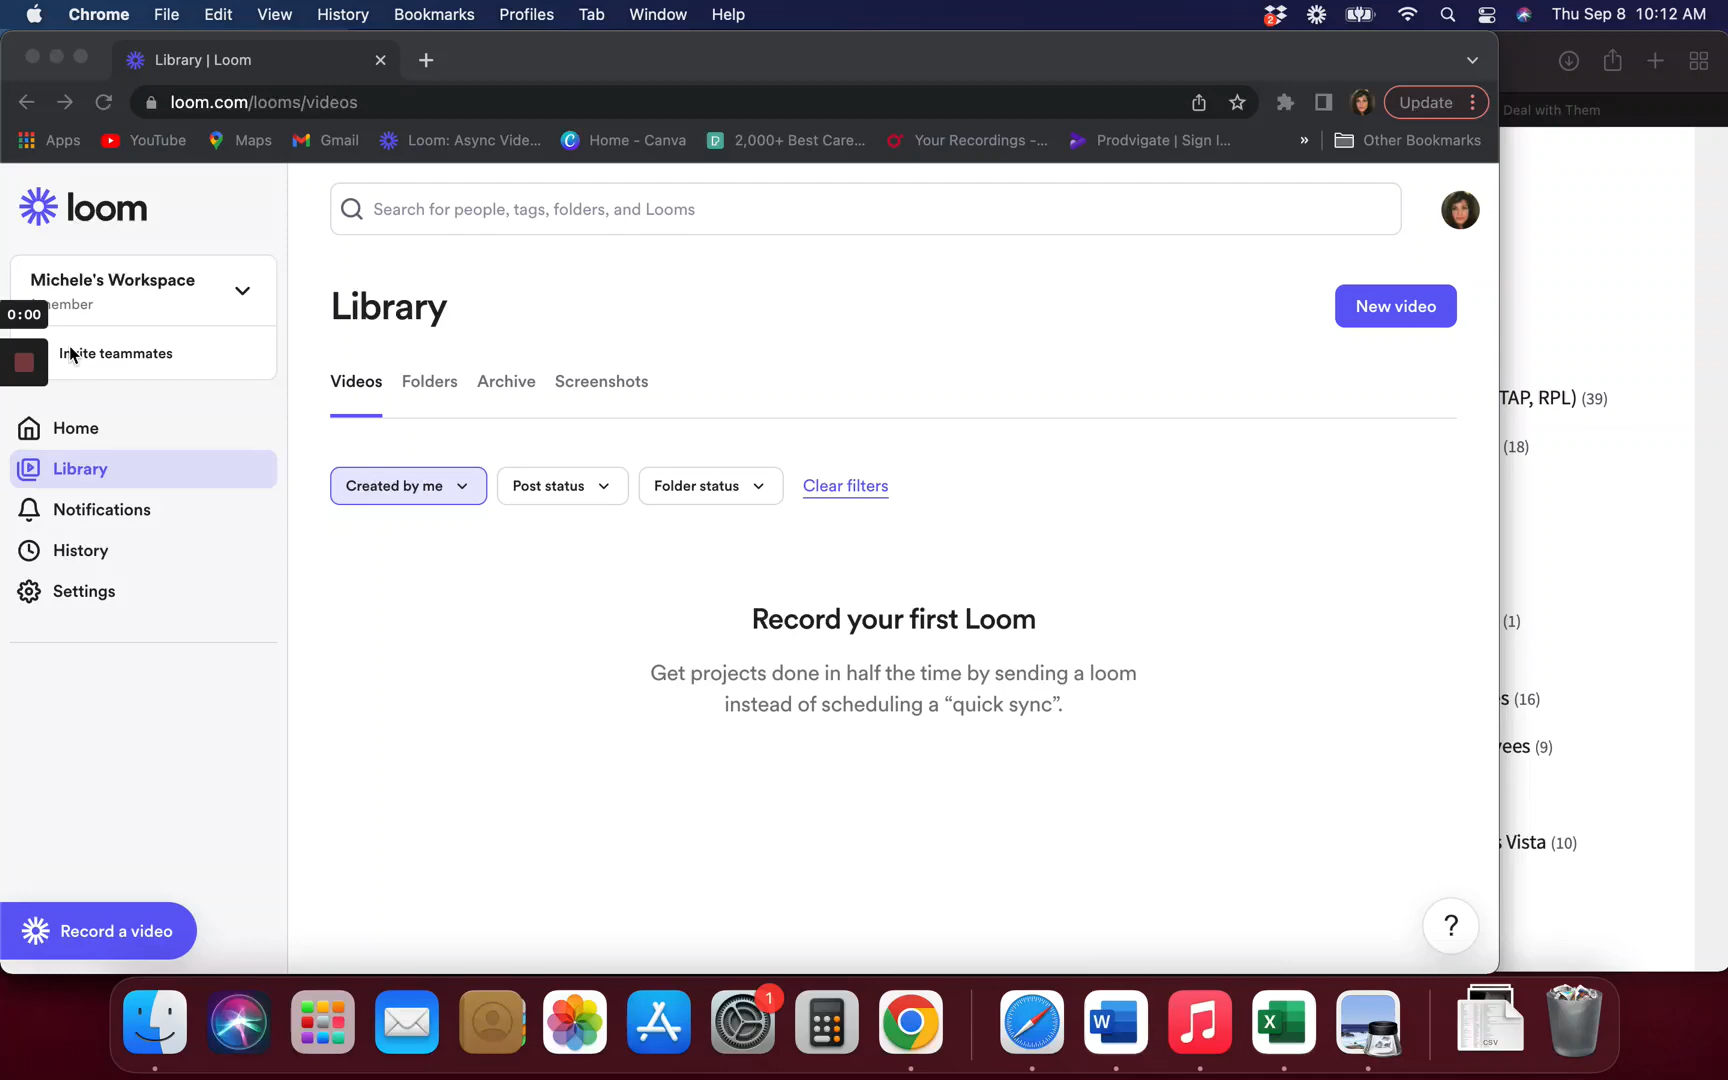 Chrome File Edit View History Bookmarks Profiles Tab Window Help
2
Thu Sep 8 10:12 AM
Library | Loom
loom.com/looms/videos
Update
Deal with Them
Apps YouTube Maps Gmail Loom: Async Vide... Home - Canva 2,000+ Best Care... Your Recordings -... Prodvigate | Sign I... » Other Bookmarks
loom
Search for people, tags, folders, and Looms
Michele's Workspace
member
0:00
Invite teammates
Home
Library
Notifications
History
Settings
Record a video
Library
New video
Videos Folders Archive Screenshots
Created by me Post status Folder status Clear filters
Record your first Loom
Get projects done in half the time by sending a loom
instead of scheduling a “quick sync”.
?
TAP, RPL) (39)
(18)
(1)
s (16)
yees (9)
s Vista (10)
1
W
X
CSV